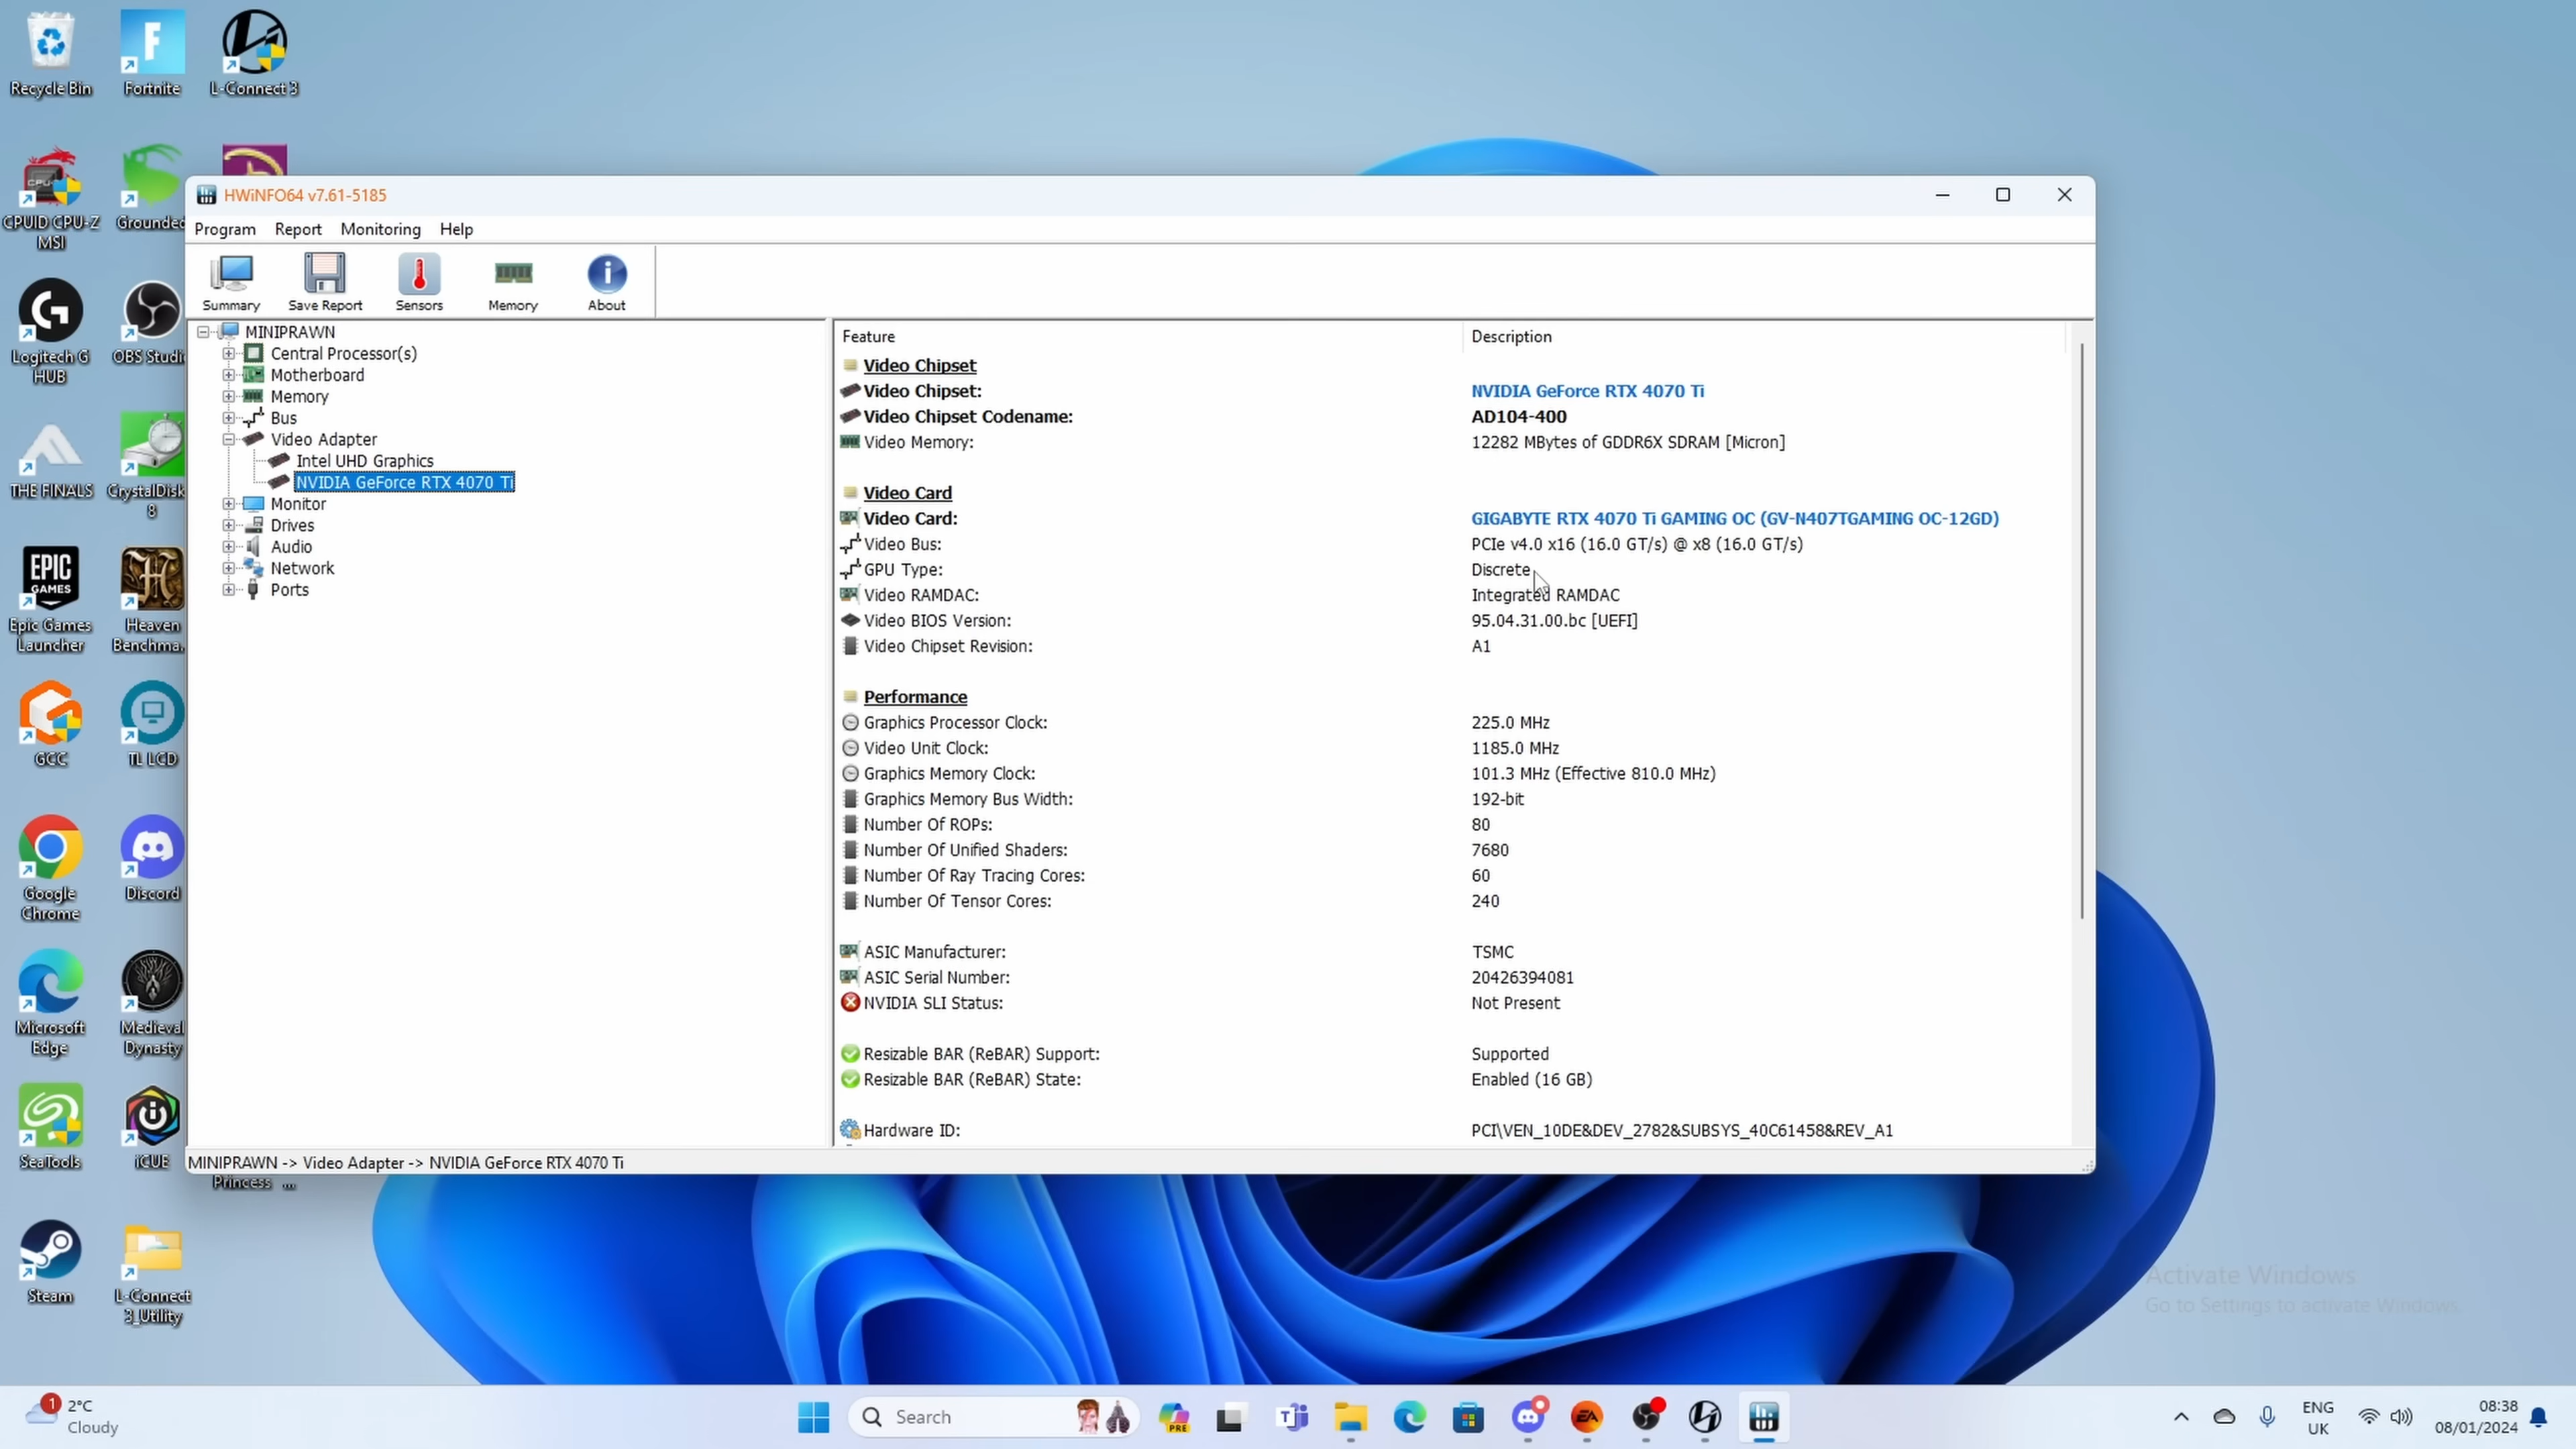 Recycle Bin
Fortnite
L-Connect 3
CPUID CPU-Z
MSI
Grounded
Logitech G
HUB
OBS Studi
THE FINALS
CrystalDisk
8
EPIC
GAMES
Epic Games
Launcher
Heaven
Benchma...
GCC
TL LCD
Google
Chrome
Discord
Microsoft
Edge
Medieval
Dynasty
SeaTools
iCUE
Princess ...
Steam
L-Connect
3_Utility
HWiNFO64 v7.61-5185
Program Report Monitoring Help
Summary Save Report Sensors Memory About
MINIPRAWN
Central Processor(s)
Motherboard
Memory
Bus
Video Adapter
Intel UHD Graphics
NVIDIA GeForce RTX 4070 Ti
Monitor
Drives
Audio
Network
Ports
Feature Description
Video Chipset
Video Chipset: NVIDIA GeForce RTX 4070 Ti
Video Chipset Codename: AD104-400
Video Memory: 12282 MBytes of GDDR6X SDRAM [Micron]
Video Card
Video Card: GIGABYTE RTX 4070 Ti GAMING OC (GV-N407TGAMING OC-12GD)
Video Bus: PCIe v4.0 x16 (16.0 GT/s) @ x8 (16.0 GT/s)
GPU Type: Discrete
Video RAMDAC: Integrated RAMDAC
Video BIOS Version: 95.04.31.00.bc [UEFI]
Video Chipset Revision: A1
Performance
Graphics Processor Clock: 225.0 MHz
Video Unit Clock: 1185.0 MHz
Graphics Memory Clock: 101.3 MHz (Effective 810.0 MHz)
Graphics Memory Bus Width: 192-bit
Number Of ROPs: 80
Number Of Unified Shaders: 7680
Number Of Ray Tracing Cores: 60
Number Of Tensor Cores: 240
ASIC Manufacturer: TSMC
ASIC Serial Number: 20426394081
NVIDIA SLI Status: Not Present
Resizable BAR (ReBAR) Support: Supported
Resizable BAR (ReBAR) State: Enabled (16 GB)
Hardware ID: PCI\VEN_10DE&DEV_2782&SUBSYS_40C61458&REV_A1
MINIPRAWN -> Video Adapter -> NVIDIA GeForce RTX 4070 Ti
Activate Windows
Go to Settings to activate Windows.
1
2°C
Cloudy
Search
PRE
EA
ENG
UK
08:38
08/01/2024